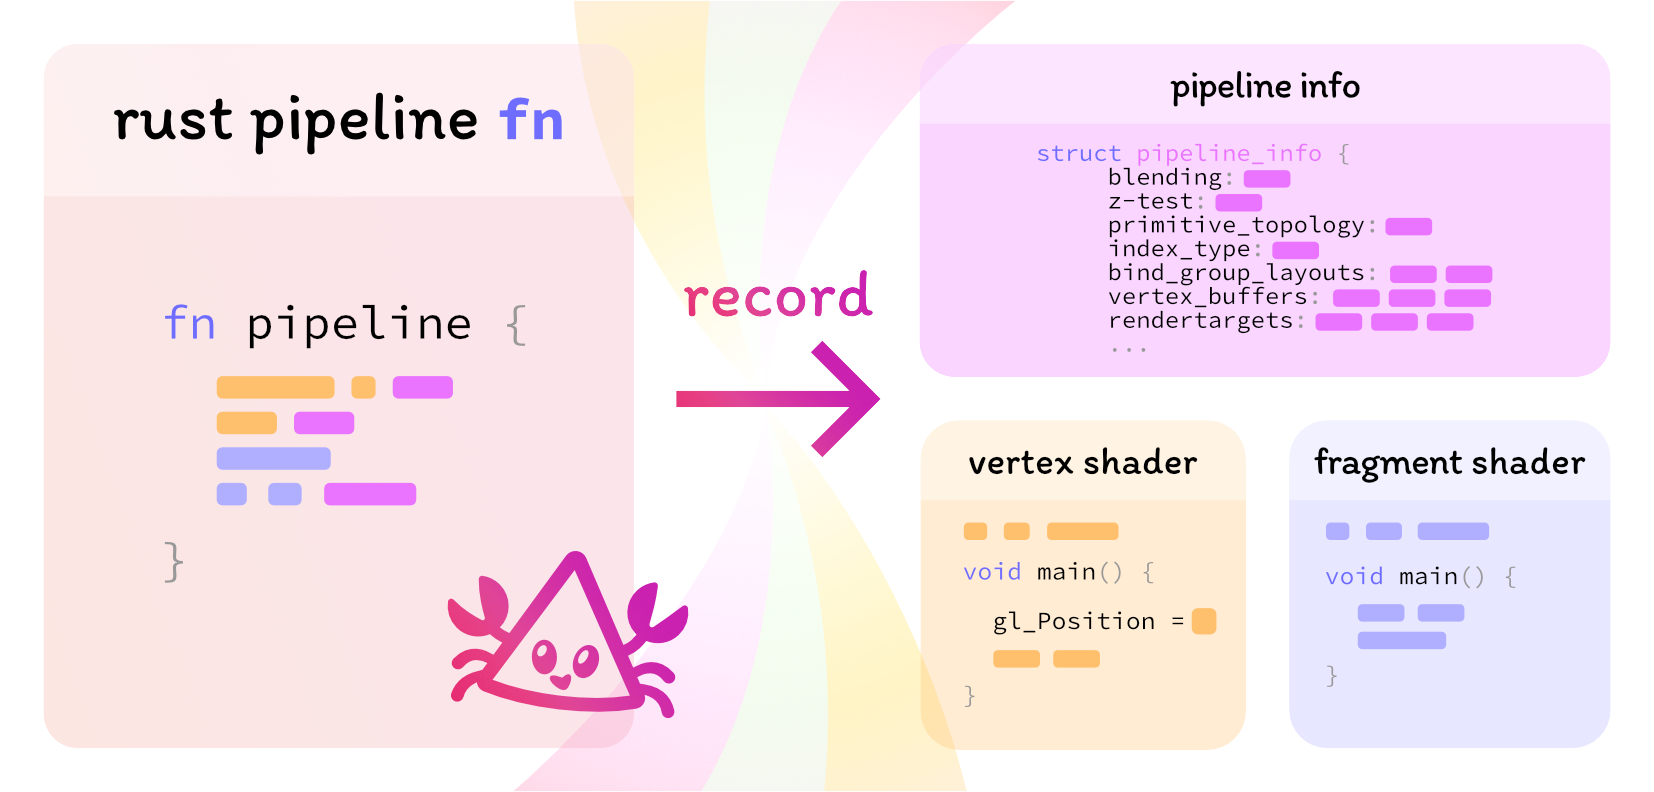 rust pipeline fn
fn pipeline {
}
record
pipeline info
struct pipeline_info {
blending:
z-test:
primitive_topology:
index_type:
bind_group_layouts:
vertex_buffers:
rendertargets:
...
vertex shader
void main() {
gl_Position =
}
fragment shader
void main() {
}